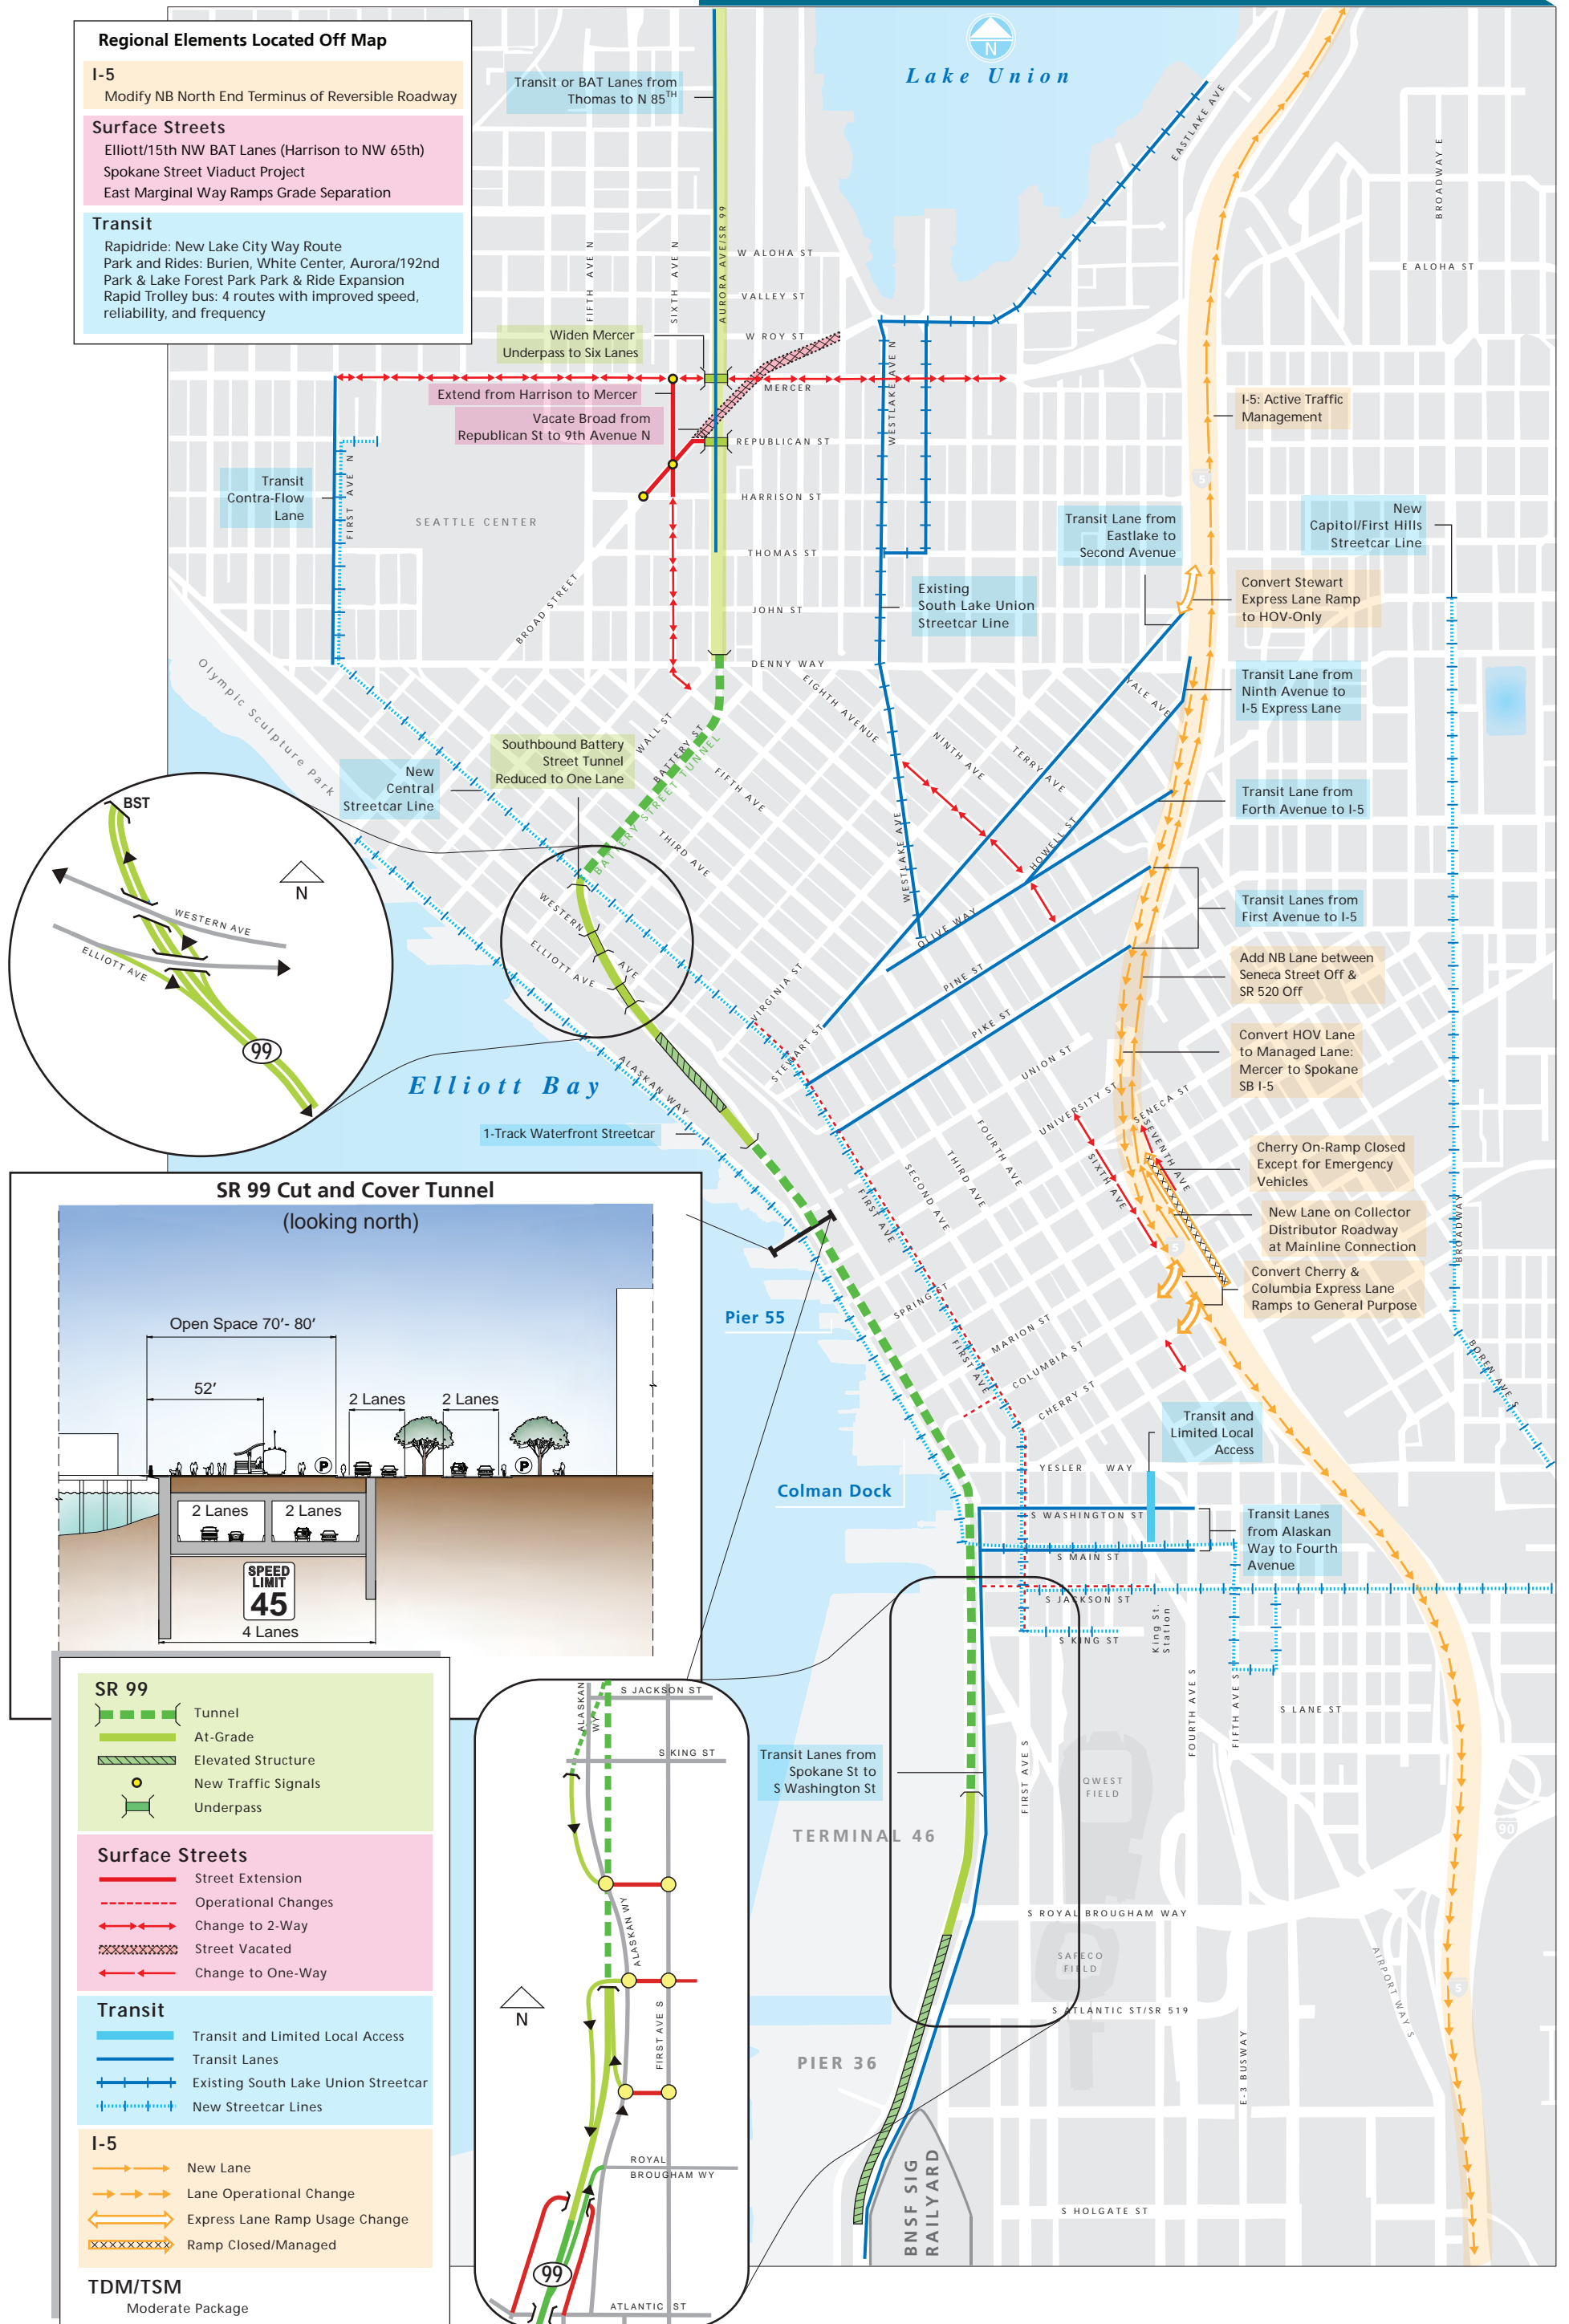 Regional Elements Located Off Map
I-5
Modify NB North End Terminus of Reversible Roadway
Surface Streets
Elliott/15th NW BAT Lanes (Harrison to NW 65th)
Spokane Street Viaduct Project
East Marginal Way Ramps Grade Separation
Transit
Rapidride: New Lake City Way Route
Park and Rides: Burien, White Center, Aurora/192nd
Park & Lake Forest Park Park & Ride Expansion
Rapid Trolley bus: 4 routes with improved speed,
reliability, and frequency
Transit or BAT Lanes from
Thomas to N 85TH
N
Lake Union
EASTLAKE AVE
BROADWAY E
FIFTH AVE N
SIXTH AVE N
AURORA AVE/SR 99
W ALOHA ST
E ALOHA ST
VALLEY ST
W ROY ST
Widen Mercer
Underpass to Six Lanes
MERCER
WESTLAKE AVE N
Extend from Harrison to Mercer
Vacate Broad from
Republican St to 9th Avenue N
REPUBLICAN ST
I-5: Active Traffic
Management
Transit
Contra-Flow
Lane
FIRST AVE N
SEATTLE CENTER
HARRISON ST
5
Transit Lane from
Eastlake to
Second Avenue
New
Capitol/First Hills
Streetcar Line
THOMAS ST
Existing
South Lake Union
Streetcar Line
Convert Stewart
Express Lane Ramp
to HOV-Only
BROAD STREET
JOHN ST
DENNY WAY
Olympic Sculpture Park
EIGHTH AVENUE
YALE AVE
Transit Lane from
Ninth Avenue to
I-5 Express Lane
WALL ST
BATTERY ST
BATTERY STREET TUNNEL
Southbound Battery
Street Tunnel
Reduced to One Lane
New
Central
Streetcar Line
FIFTH AVE
NINTH AVE
TERRY AVE
Transit Lane from
Forth Avenue to I-5
THIRD AVE
WESTLAKE AVE
HOWELL ST
BST
N
WESTERN AVE
ELLIOTT AVE
99
WESTERN AVE
ELLIOTT AVE
OLIVE WAY
Transit Lanes from
First Avenue to I-5
VIRGINIA ST
PINE ST
Add NB Lane between
Seneca Street Off &
SR 520 Off
STEWART ST
PIKE ST
UNION ST
Convert HOV Lane
to Managed Lane:
Mercer to Spokane
SB I-5
Elliott Bay
ALASKAN WAY
UNIVERSITY ST
SENECA ST
1-Track Waterfront Streetcar
FOURTH AVE
THIRD AVE
SECOND AVE
FIRST AVE
SIXTH AVE
SEVENTH AVE
Cherry On-Ramp Closed
Except for Emergency
Vehicles
New Lane on Collector
Distributor Roadway
at Mainline Connection
5
BROADWAY
Convert Cherry &
Columbia Express Lane
Ramps to General Purpose
SPRING ST
Pier 55
MARION ST
FIRST AVE
COLUMBIA ST
CHERRY ST
BOREN AVE S
Transit and
Limited Local
Access
YESLER WAY
Colman Dock
S WASHINGTON ST
Transit Lanes
from Alaskan
Way to Fourth
Avenue
S MAIN ST
S JACKSON ST
S KING ST
King St.
Station
SR 99 Cut and Cover Tunnel
(looking north)
Open Space 70'- 80'
52'
2 Lanes
2 Lanes
P
P
2 Lanes
2 Lanes
SPEED
LIMIT
45
4 Lanes
FOURTH AVE S
FIFTH AVE S
S LANE ST
FIRST AVE S
QWEST
FIELD
Transit Lanes from
Spokane St to
S Washington St
TERMINAL 46
90
S ROYAL BROUGHAM WAY
SAFECO
FIELD
AIRPORT WAY S
5
S ATLANTIC ST/SR 519
PIER 36
E-3 BUSWAY
BNSF SIG
RAILYARD
S HOLGATE ST
SR 99
Tunnel
At-Grade
Elevated Structure
New Traffic Signals
Underpass
Surface Streets
Street Extension
Operational Changes
Change to 2-Way
Street Vacated
Change to One-Way
Transit
Transit and Limited Local Access
Transit Lanes
Existing South Lake Union Streetcar
New Streetcar Lines
I-5
New Lane
Lane Operational Change
Express Lane Ramp Usage Change
Ramp Closed/Managed
TDM/TSM
Moderate Package
ALASKAN
WY
S JACKSON ST
S KING ST
ALASKAN WY
N
FIRST AVE S
ROYAL
BROUGHAM WY
99
ATLANTIC ST